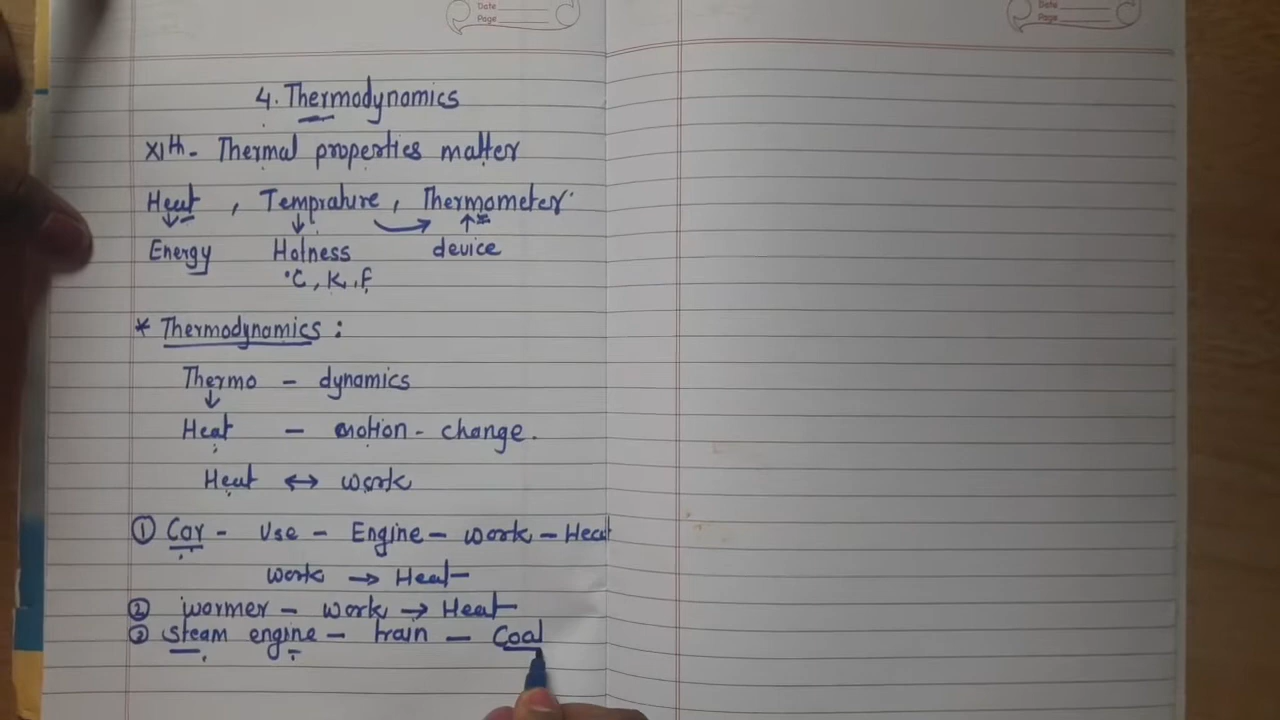 Date
Page
Date
Page
4. Thermodynamics
XIth - Thermal properties matter
Heat , Temprature , Thermometer
Energy Hotness device
°C, K, F
* Thermodynamics :
Thermo - dynamics
Heat - motion - change.
Heat ↔ work
① Car - Use - Engine - work - Heat
work → Heat
② wormer - work → Heat
③ steam engine - train - Coal